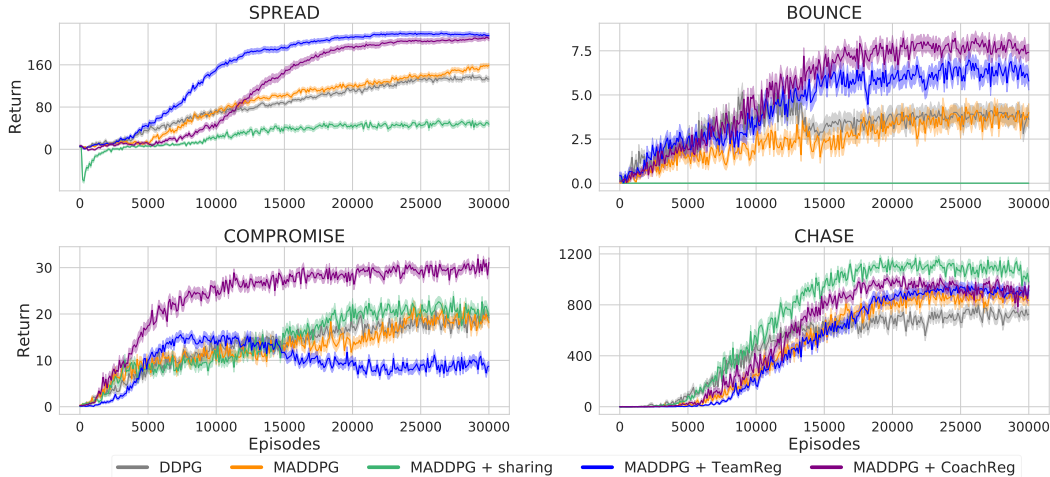 SPREAD
BOUNCE
Return
160
80
0
7.5
5.0
2.5
0.0
0 5000 10000 15000 20000 25000 30000
0 5000 10000 15000 20000 25000 30000
COMPROMISE
CHASE
Return
30
20
10
0
1200
800
400
0
0 5000 10000 15000 20000 25000 30000
0 5000 10000 15000 20000 25000 30000
Episodes
Episodes
DDPG MADDPG MADDPG + sharing MADDPG + TeamReg MADDPG + CoachReg